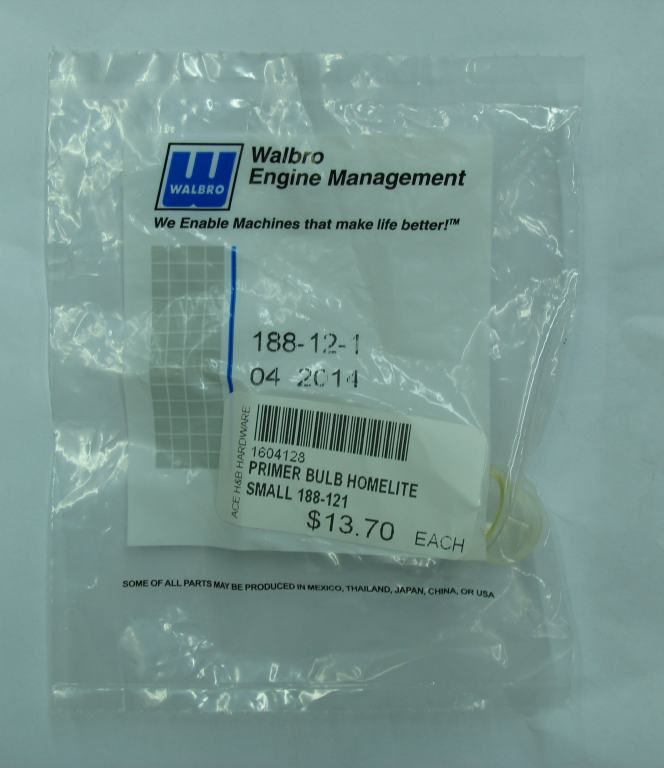 WALBRO
Walbro
Engine Management
We Enable Machines that make life better!™
188-12-1
04 2014
ACE H&B HARDWARE
1604128
PRIMER BULB HOMELITE
SMALL 188-121
$13.70 EACH
SOME OF ALL PARTS MAY BE PRODUCED IN MEXICO, THAILAND, JAPAN, CHINA, OR USA